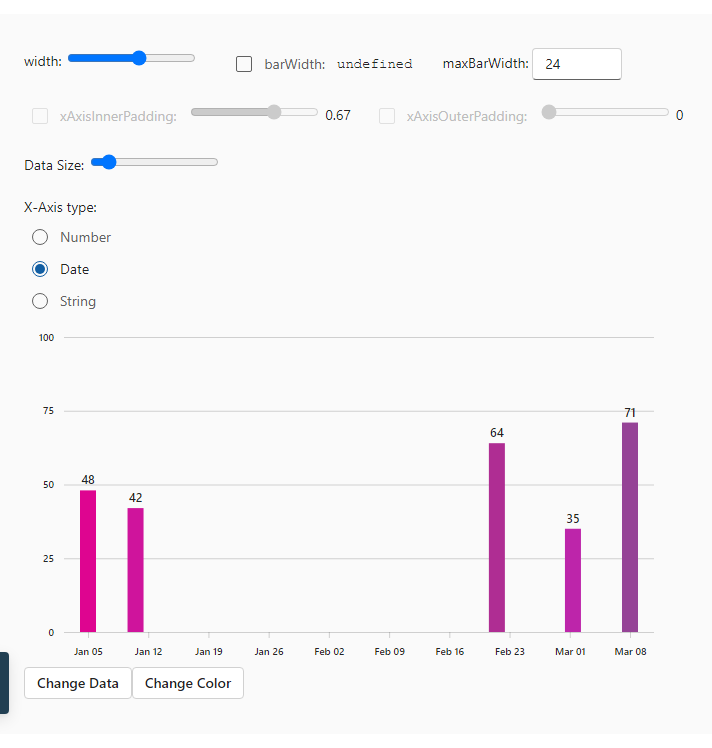 width: barWidth: undefined maxBarWidth: 24
xAxisInnerPadding: 0.67 xAxisOuterPadding: 0
Data Size:
X-Axis type:
Number
Date
String
100
75
50
25
0
48
42
64
35
71
Jan 05 Jan 12 Jan 19 Jan 26 Feb 02 Feb 09 Feb 16 Feb 23 Mar 01 Mar 08
Change Data Change Color